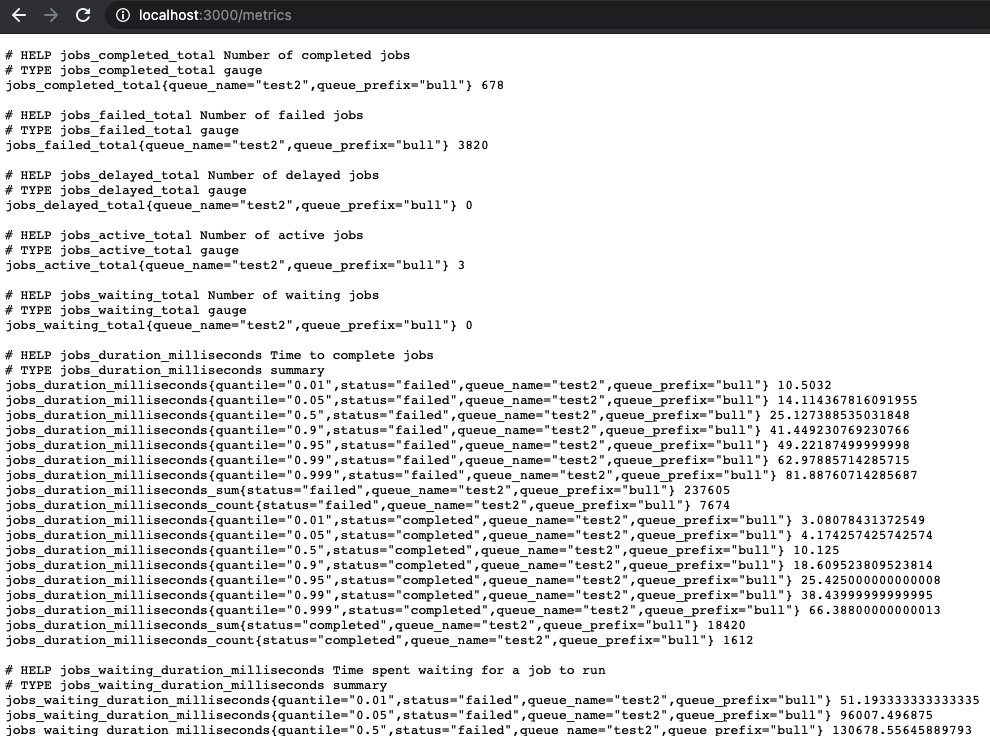 localhost:3000/metrics
# HELP jobs_completed_total Number of completed jobs
# TYPE jobs_completed_total gauge
jobs_completed_total{queue_name="test2",queue_prefix="bull"} 678
# HELP jobs_failed_total Number of failed jobs
# TYPE jobs_failed_total gauge
jobs_failed_total{queue_name="test2",queue_prefix="bull"} 3820
# HELP jobs_delayed_total Number of delayed jobs
# TYPE jobs_delayed_total gauge
jobs_delayed_total{queue_name="test2",queue_prefix="bull"} 0
# HELP jobs_active_total Number of active jobs
# TYPE jobs_active_total gauge
jobs_active_total{queue_name="test2",queue_prefix="bull"} 3
# HELP jobs_waiting_total Number of waiting jobs
# TYPE jobs_waiting_total gauge
jobs_waiting_total{queue_name="test2",queue_prefix="bull"} 0
# HELP jobs_duration_milliseconds Time to complete jobs
# TYPE jobs_duration_milliseconds summary
jobs_duration_milliseconds{quantile="0.01",status="failed",queue_name="test2",queue_prefix="bull"} 10.5032
jobs_duration_milliseconds{quantile="0.05",status="failed",queue_name="test2",queue_prefix="bull"} 14.114367816091955
jobs_duration_milliseconds{quantile="0.5",status="failed",queue_name="test2",queue_prefix="bull"} 25.127388535031848
jobs_duration_milliseconds{quantile="0.9",status="failed",queue_name="test2",queue_prefix="bull"} 41.449230769230766
jobs_duration_milliseconds{quantile="0.95",status="failed",queue_name="test2",queue_prefix="bull"} 49.22187499999998
jobs_duration_milliseconds{quantile="0.99",status="failed",queue_name="test2",queue_prefix="bull"} 62.97885714285715
jobs_duration_milliseconds{quantile="0.999",status="failed",queue_name="test2",queue_prefix="bull"} 81.88760714285687
jobs_duration_milliseconds_sum{status="failed",queue_name="test2",queue_prefix="bull"} 237605
jobs_duration_milliseconds_count{status="failed",queue_name="test2",queue_prefix="bull"} 7674
jobs_duration_milliseconds{quantile="0.01",status="completed",queue_name="test2",queue_prefix="bull"} 3.08078431372549
jobs_duration_milliseconds{quantile="0.05",status="completed",queue_name="test2",queue_prefix="bull"} 4.174257425742574
jobs_duration_milliseconds{quantile="0.5",status="completed",queue_name="test2",queue_prefix="bull"} 10.125
jobs_duration_milliseconds{quantile="0.9",status="completed",queue_name="test2",queue_prefix="bull"} 18.609523809523814
jobs_duration_milliseconds{quantile="0.95",status="completed",queue_name="test2",queue_prefix="bull"} 25.425000000000008
jobs_duration_milliseconds{quantile="0.99",status="completed",queue_name="test2",queue_prefix="bull"} 38.43999999999995
jobs_duration_milliseconds{quantile="0.999",status="completed",queue_name="test2",queue_prefix="bull"} 66.38800000000013
jobs_duration_milliseconds_sum{status="completed",queue_name="test2",queue_prefix="bull"} 18420
jobs_duration_milliseconds_count{status="completed",queue_name="test2",queue_prefix="bull"} 1612
# HELP jobs_waiting_duration_milliseconds Time spent waiting for a job to run
# TYPE jobs_waiting_duration_milliseconds summary
jobs_waiting_duration_milliseconds{quantile="0.01",status="failed",queue_name="test2",queue_prefix="bull"} 51.193333333333335
jobs_waiting_duration_milliseconds{quantile="0.05",status="failed",queue_name="test2",queue_prefix="bull"} 96007.496875
jobs_waiting_duration_milliseconds{quantile="0.5",status="failed",queue_name="test2",queue_prefix="bull"} 130678.55645889793